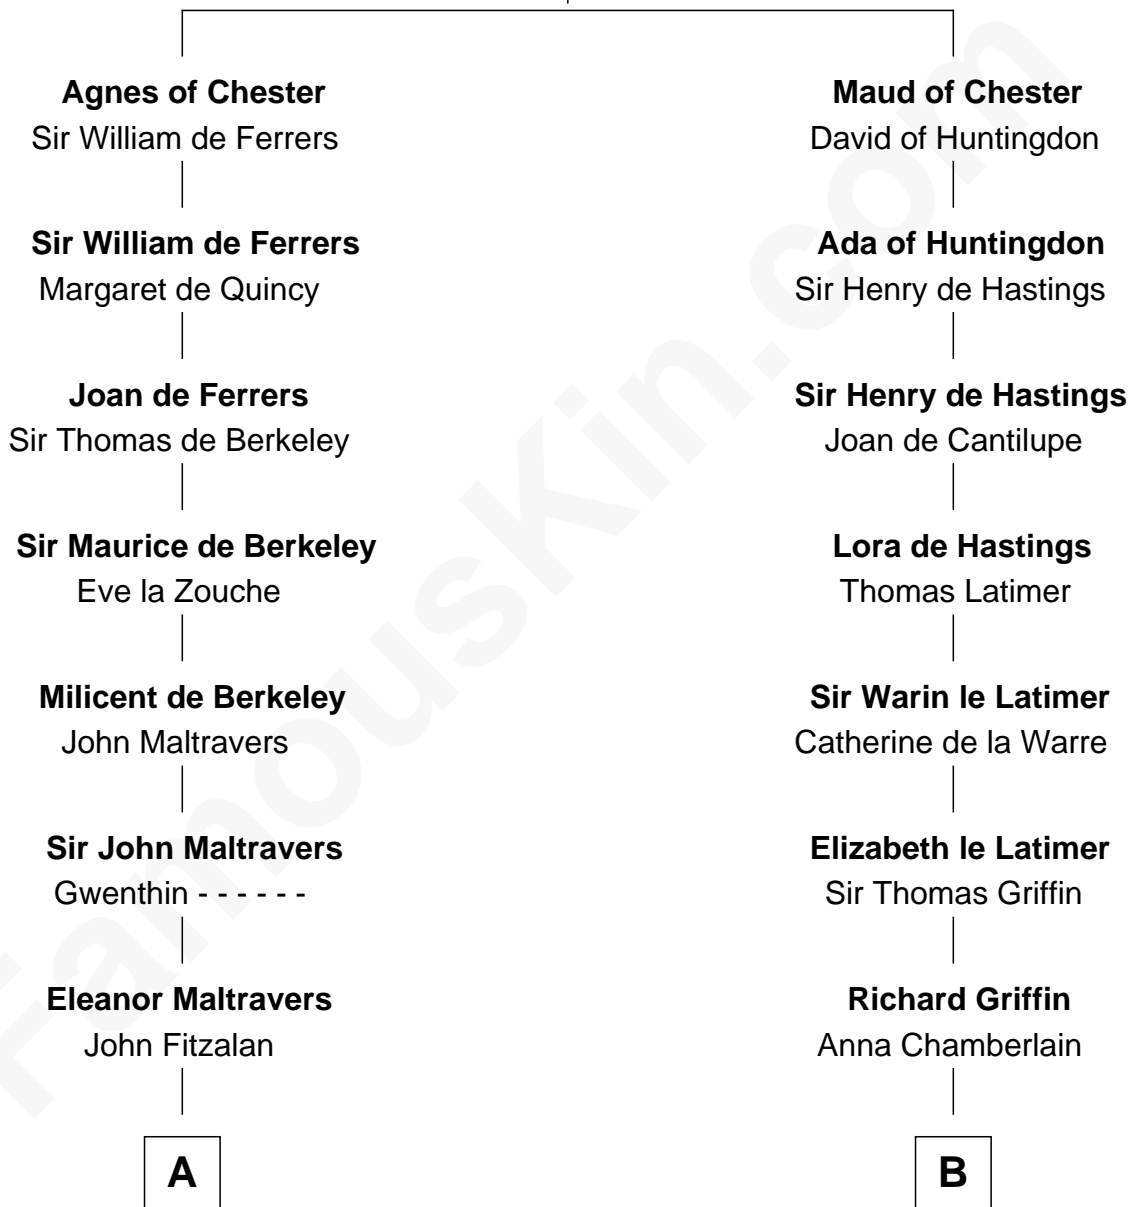 Agnes of Chester
Sir William de Ferrers
Sir William de Ferrers
Margaret de Quincy
Joan de Ferrers
Sir Thomas de Berkeley
Sir Maurice de Berkeley
Eve la Zouche
Milicent de Berkeley
John Maltravers
Sir John Maltravers
Gwenthin - - - - - -
Eleanor Maltravers
John Fitzalan
A
Maud of Chester
David of Huntingdon
Ada of Huntingdon
Sir Henry de Hastings
Sir Henry de Hastings
Joan de Cantilupe
Lora de Hastings
Thomas Latimer
Sir Warin le Latimer
Catherine de la Warre
Elizabeth le Latimer
Sir Thomas Griffin
Richard Griffin
Anna Chamberlain
B
FamousKin.com